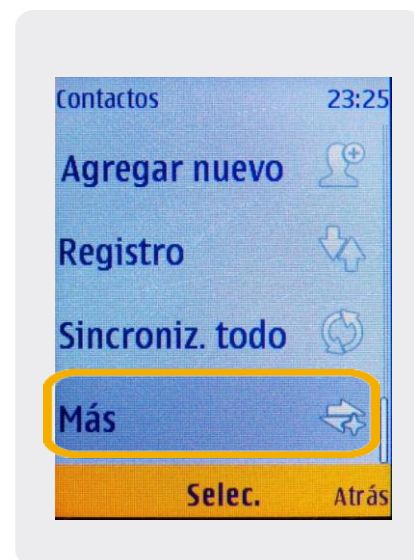 Contactos 23:25
Agregar nuevo
Registro
Sincroniz. todo
Más
Selec. Atrás